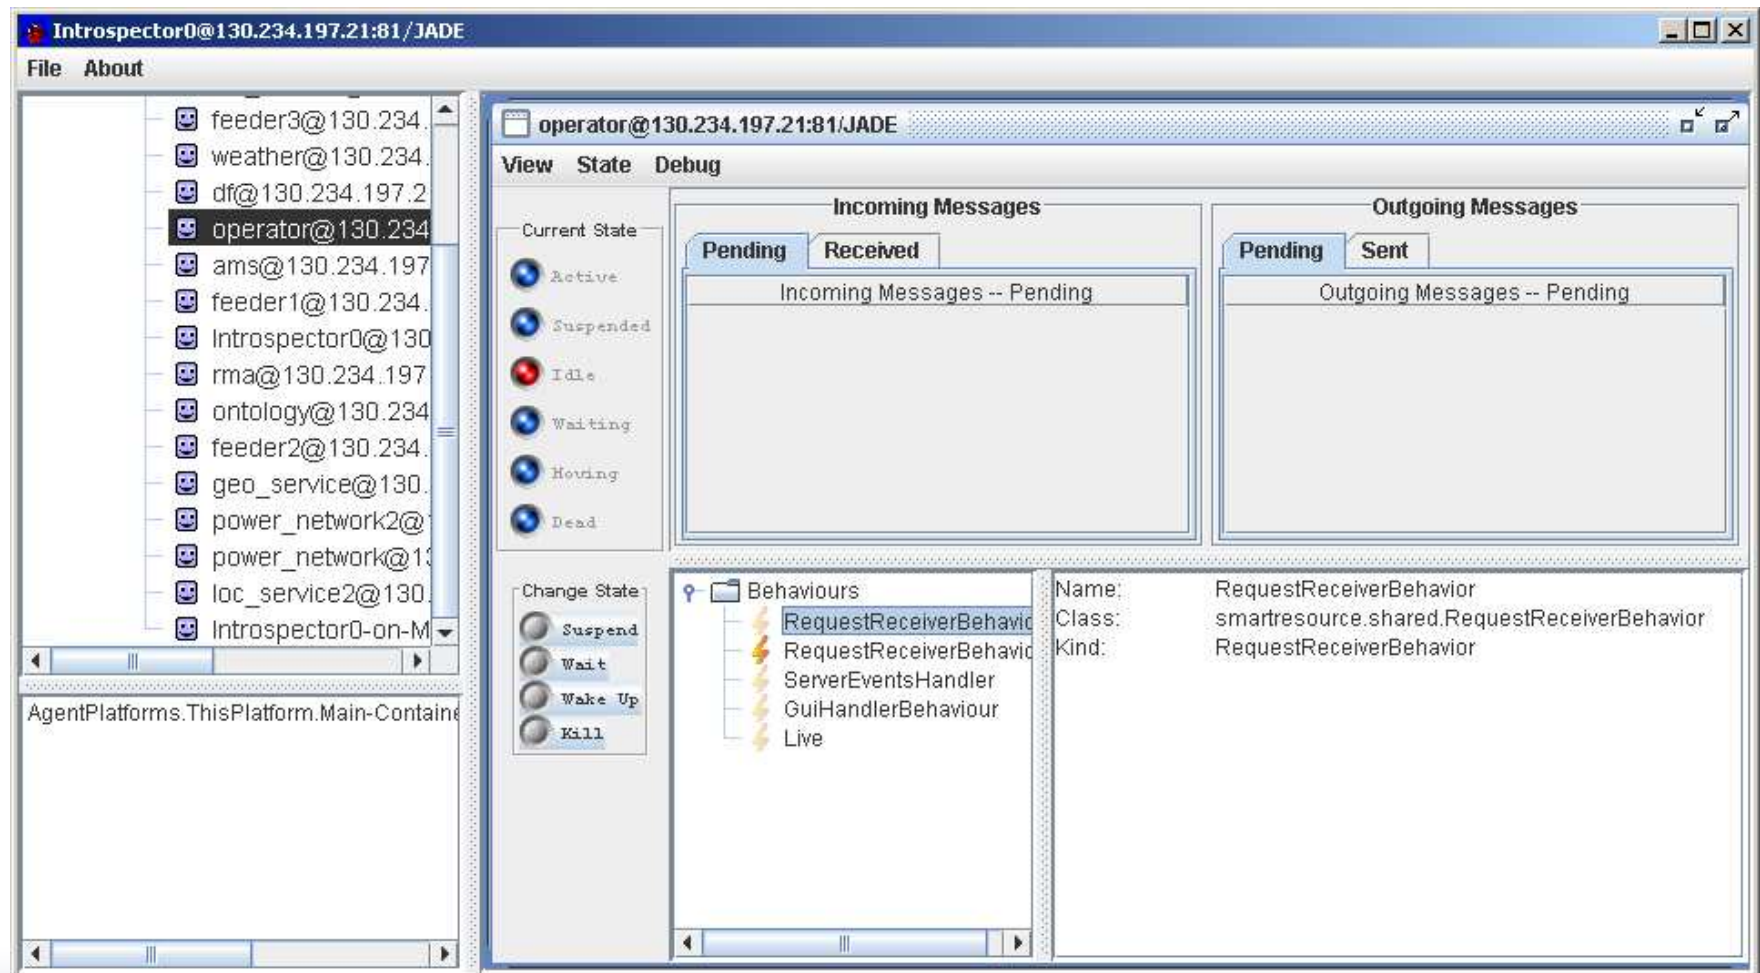 Introspector0@130.234.197.21:81/JADE
File About
feeder3@130.234.
weather@130.234.
df@130.234.197.2
operator@130.234
ams@130.234.197
feeder1@130.234.
Introspector0@130
rma@130.234.197
ontology@130.234
feeder2@130.234.
geo_service@130.
power_network2@
power_network@13
loc_service2@130.
Introspector0-on-M
AgentPlatforms.ThisPlatform.Main-Containe
operator@130.234.197.21:81/JADE
View State Debug
Current State
Active
Suspended
Idle
Waiting
Moving
Dead
Incoming Messages
Pending Received
Incoming Messages -- Pending
Outgoing Messages
Pending Sent
Outgoing Messages -- Pending
Change State
Suspend
Wait
Wake Up
Kill
Behaviours
RequestReceiverBehavio
RequestReceiverBehavio
ServerEventsHandler
GuiHandlerBehaviour
Live
Name: RequestReceiverBehavior
Class: smartresource.shared.RequestReceiverBehavior
Kind: RequestReceiverBehavior